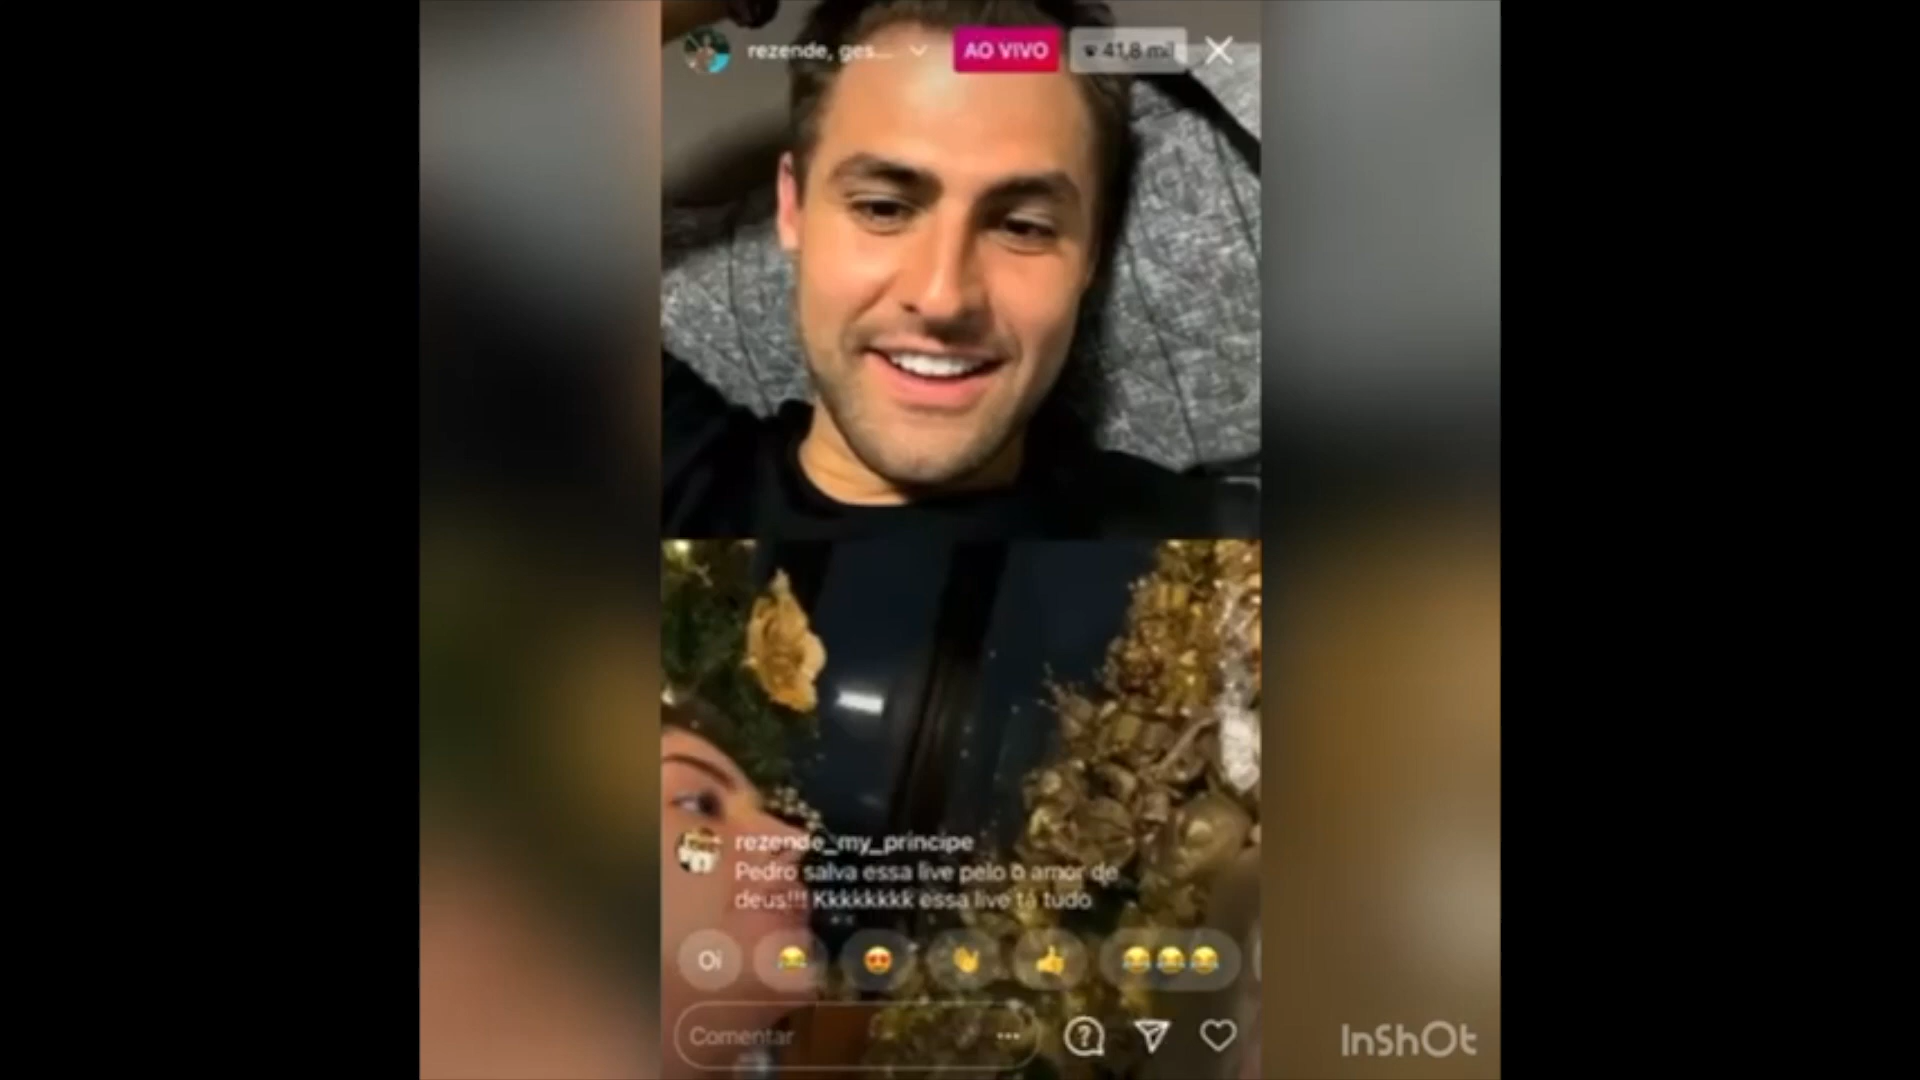 rezende, ges...
AO VIVO
41,8 mil
rezende_my_principe
Pedro salva essa live pelo o amor de
deus!!! Kkkkkkkk essa live tá tudo
Oi
Comentar
InShOt